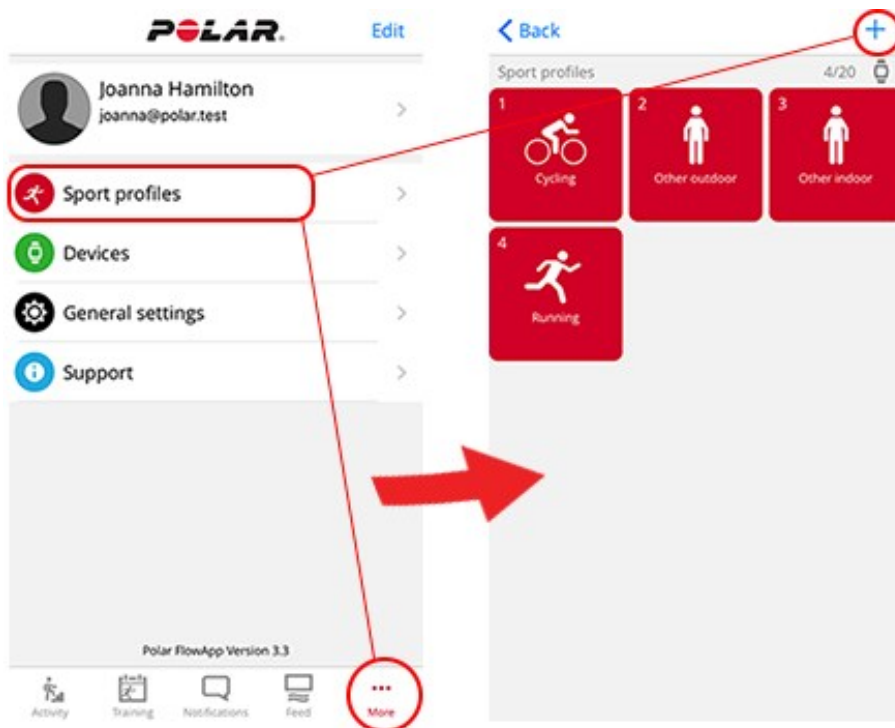 POLAR.
Edit
Joanna Hamilton
joanna@polar.test
Sport profiles
Devices
General settings
Support
Polar FlowApp Version 3.3
Activity
Training
Notifications
Feed
More
Back
Sport profiles
4/20
1
Cycling
2
Other outdoor
3
Other indoor
4
Running